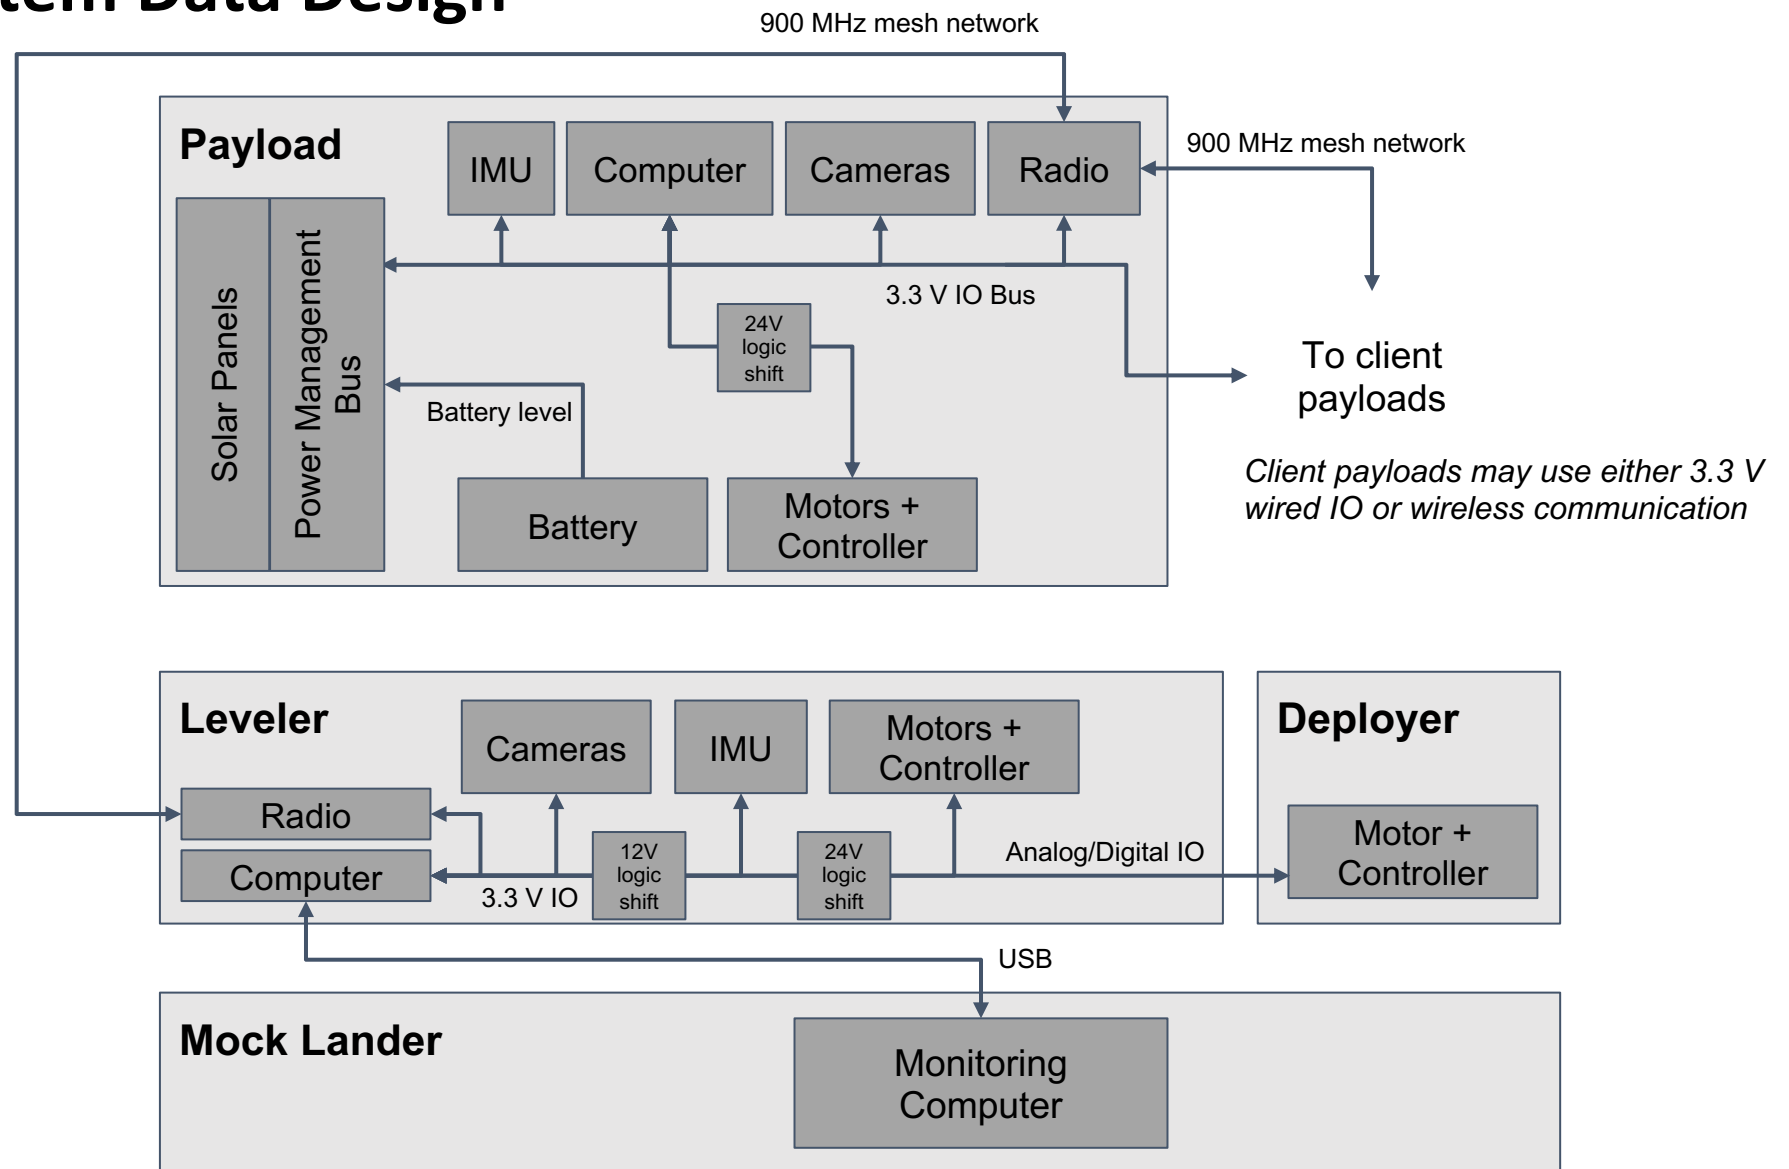 Data Design
900 MHz mesh network
Payload
IMU
Computer
Cameras
Radio
900 MHz mesh network
Solar Panels
Power Management
Bus
3.3 V IO Bus
24V
logic
shift
Battery level
Battery
Motors +
Controller
To client
payloads
Client payloads may use either 3.3 V
wired IO or wireless communication
Leveler
Cameras
IMU
Motors +
Controller
Radio
Computer
3.3 V IO
12V
logic
shift
24V
logic
shift
Analog/Digital IO
Deployer
Motor +
Controller
USB
Mock Lander
Monitoring
Computer